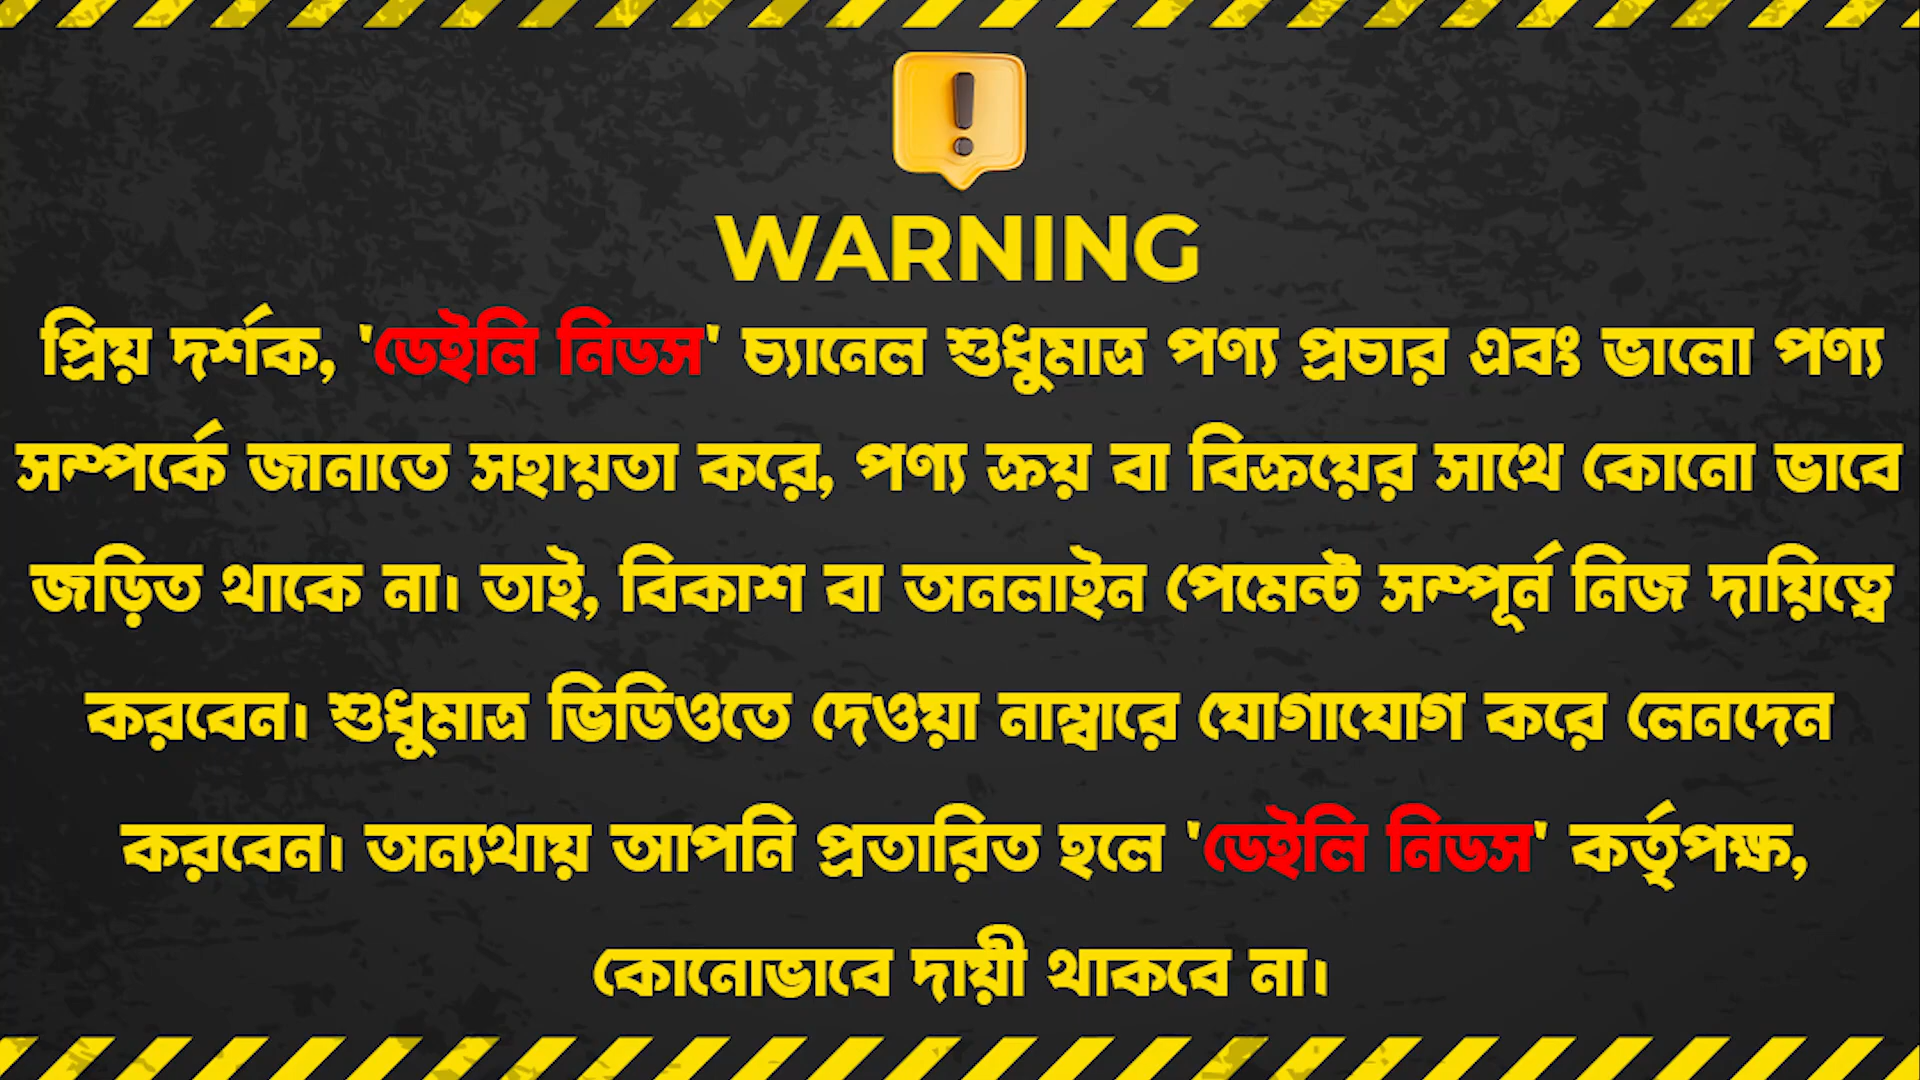 WARNING
প্রিয় দর্শক, 'ডেইলি নিডস' চ্যানেল শুধুমাত্র পণ্য প্রচার এবং ভালো পণ্য
সম্পর্কে জানাতে সহায়তা করে, পণ্য ক্রয় বা বিক্রয়ের সাথে কোনো ভাবে
জড়িত থাকে না। তাই, বিকাশ বা অনলাইন পেমেন্ট সম্পূর্ন নিজ দায়িত্বে
করবেন। শুধুমাত্র ভিডিওতে দেওয়া নাম্বারে যোগাযোগ করে লেনদেন
করবেন। অন্যথায় আপনি প্রতারিত হলে 'ডেইলি নিডস' কর্তৃপক্ষ,
কোনোভাবে দায়ী থাকবে না।